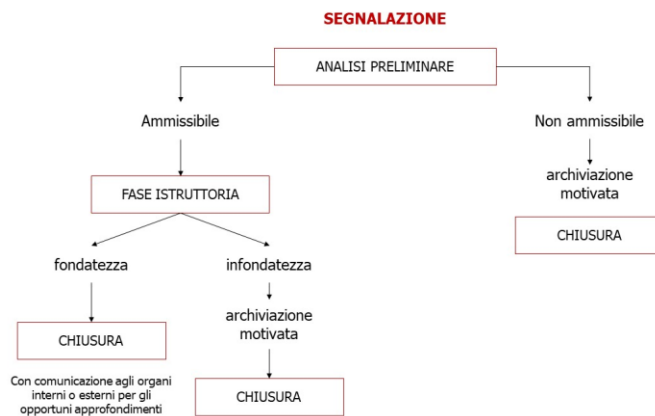 SEGNALAZIONE
ANALISI PRELIMINARE
Ammissibile
Non ammissibile
FASE ISTRUTTORIA
archiviazione
motivata
CHIUSURA
fondatezza
infondatezza
archiviazione
motivata
CHIUSURA
Con comunicazione agli organi
interni o esterni per gli
opportuni approfondimenti
CHIUSURA